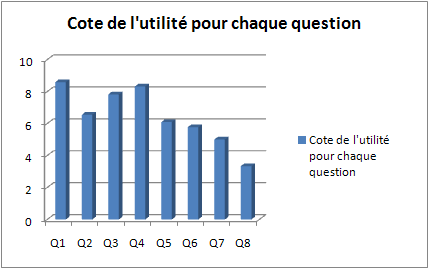 Cote de l'utilité pour chaque question
10
8
6
4
2
0
Q1 Q2 Q3 Q4 Q5 Q6 Q7 Q8
Cote de l'utilité
pour chaque
question